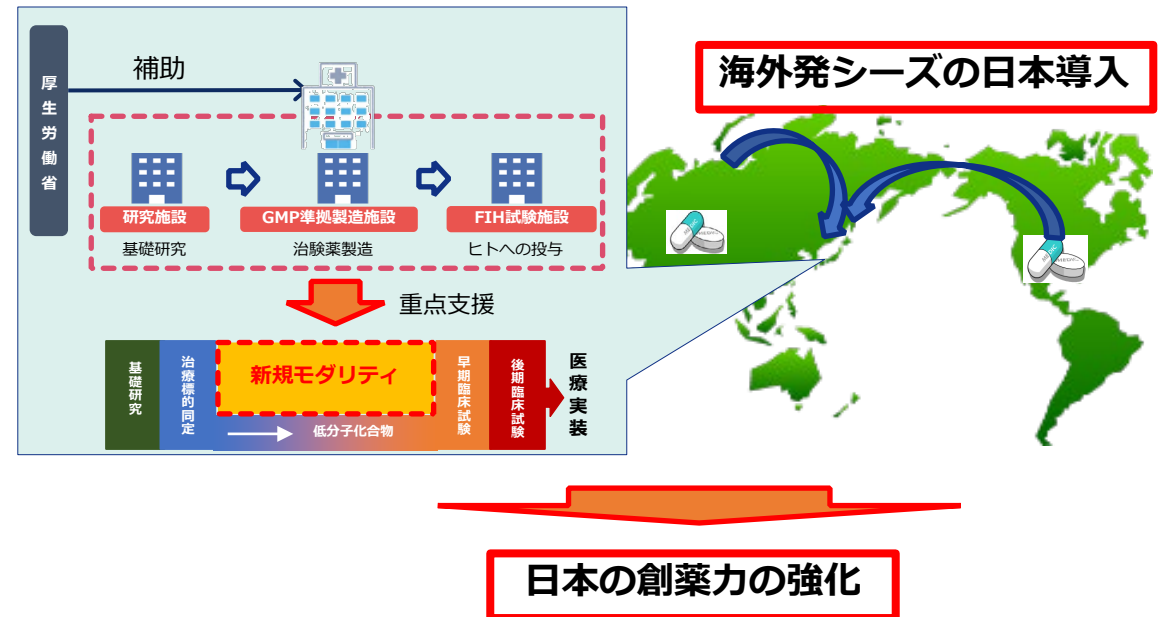 厚生労働省
補助
研究施設
GMP準拠製造施設
FIH試験施設
基礎研究
治験薬製造
ヒトへの投与
重点支援
基礎研究
治療標的同定
新規モダリティ
低分子化合物
早期臨床試験
後期臨床試験
医療実装
海外発シーズの日本導入
日本の創薬力の強化